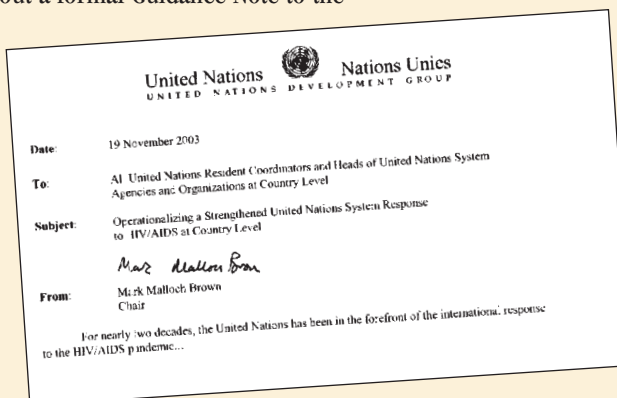 out a formal Guidance Note to the
United Nations Nations Unies
UNITED NATIONS DEVELOPMENT GROUP
Date: 19 November 2003
To: All United Nations Resident Coordinators and Heads of United Nations System
Agencies and Organizations at Country Level
Subject: Operationalizing a Strengthened United Nations System Response
to HIV/AIDS at Country Level
Mark Malloch Brown
From: Mark Malloch Brown
Chair
For nearly two decades, the United Nations has been in the forefront of the international response
to the HIV/AIDS pandemic...